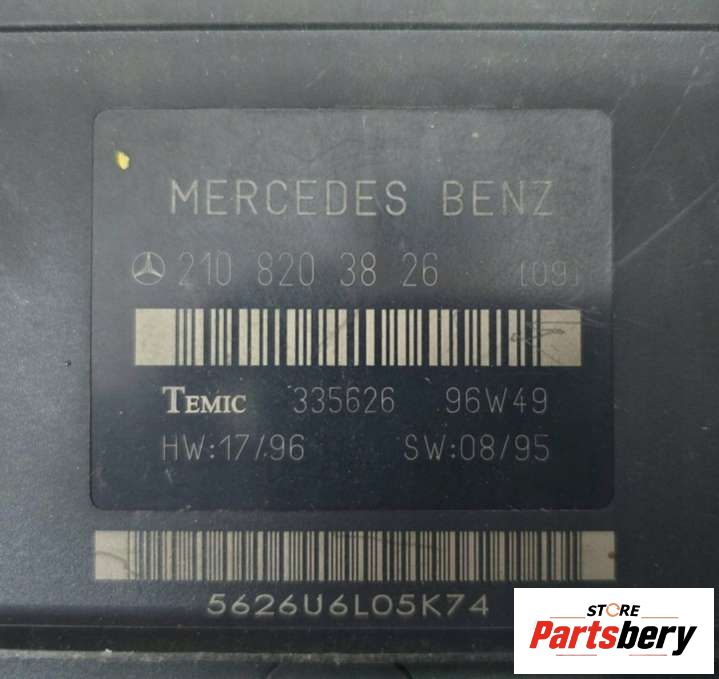 MERCEDES BENZ
210 820 38 26 (09)
TEMIC 335626 96W49
HW:17/96 SW:08/95
5626U6L05K74
STORE
Partsbery